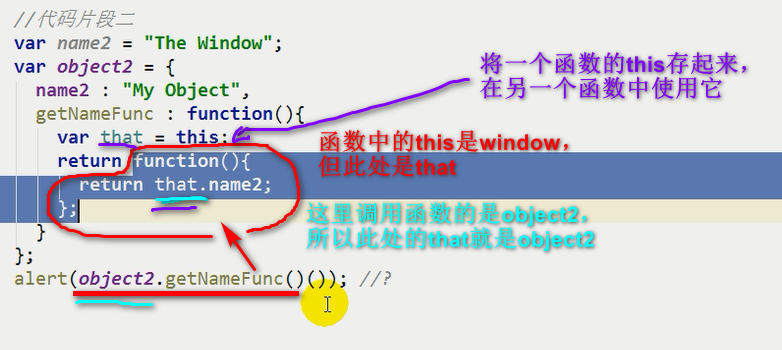 //代码片段二
var name2 = "The Window";
var object2 = {
name2 : "My Object",
getNameFunc : function(){
var that = this;
return function(){
return that.name2;
};
}
};
alert(object2.getNameFunc()()); //?
将一个函数的this存起来，
在另一个函数中使用它
函数中的this是window，
但此处是that
这里调用函数的是object2，
所以此处的that就是object2